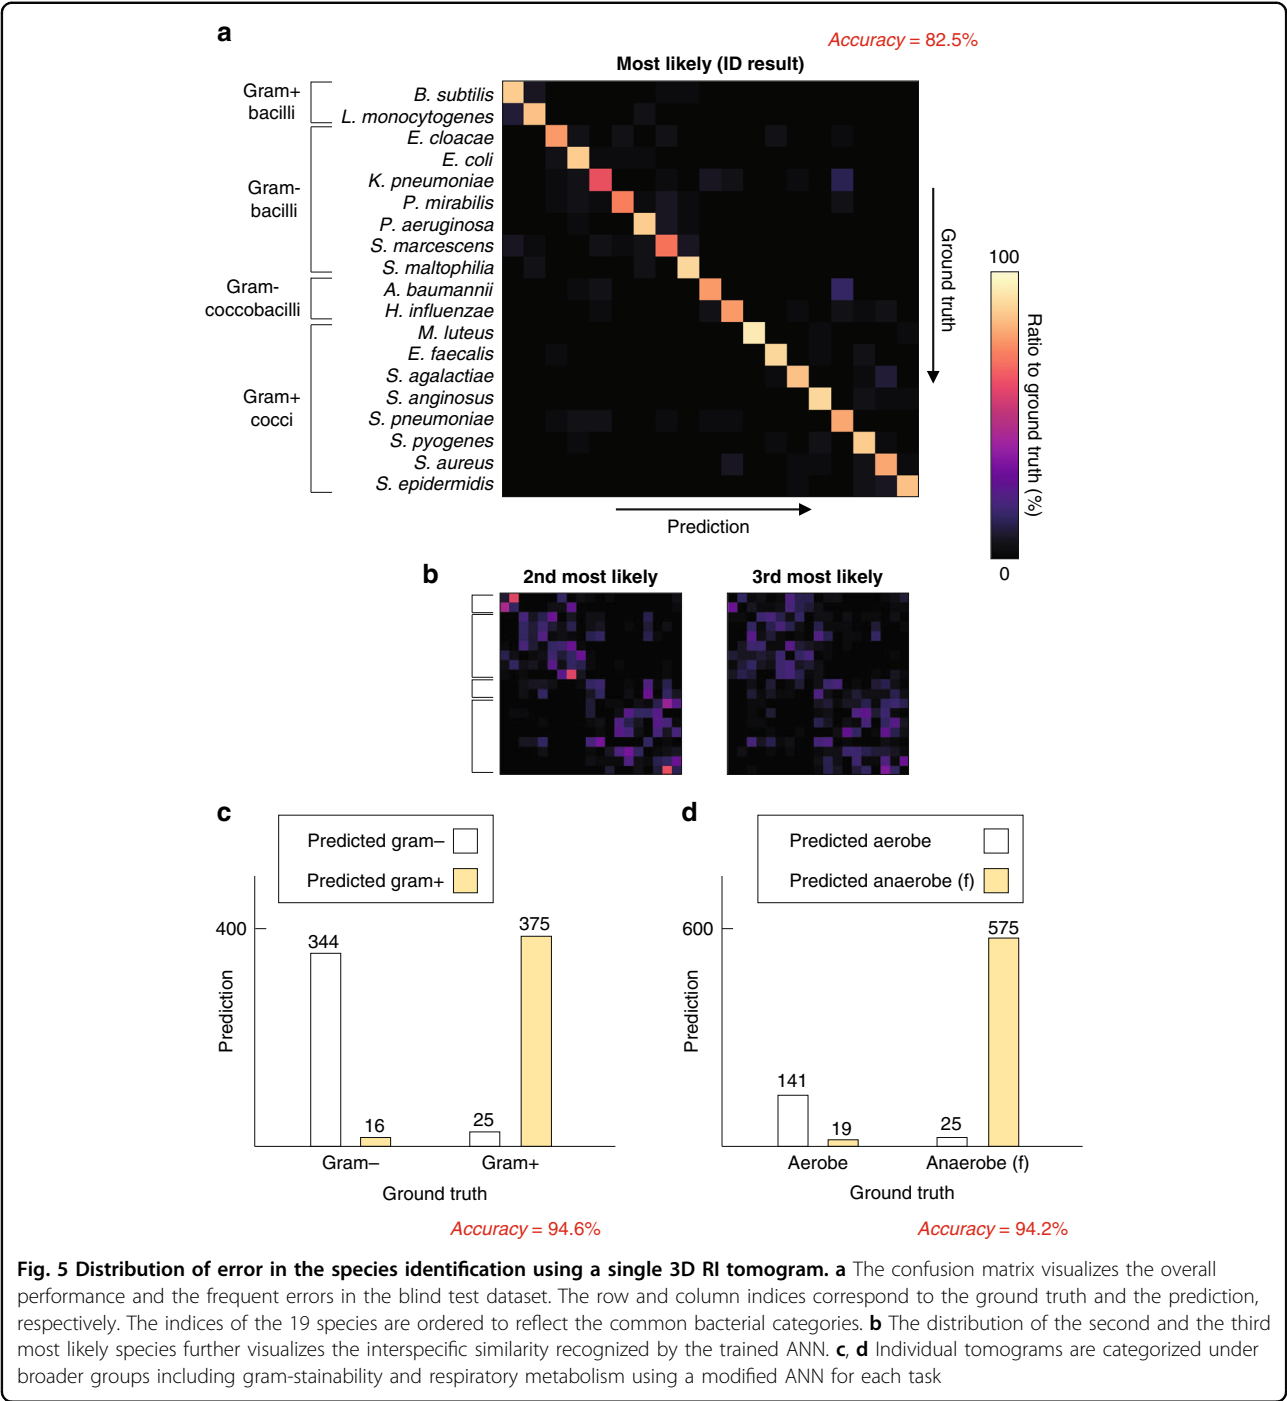 a
Accuracy = 82.5%
Most likely (ID result)
Gram+
bacilli
Gram-
bacilli
Gram-
coccobacilli
Gram+
cocci
B. subtilis
L. monocytogenes
E. cloacae
E. coli
K. pneumoniae
P. mirabilis
P. aeruginosa
S. marcescens
S. maltophilia
A. baumannii
H. influenzae
M. luteus
E. faecalis
S. agalactiae
S. anginosus
S. pneumoniae
S. pyogenes
S. aureus
S. epidermidis
Prediction
Ground truth
100
Ratio to ground truth (%)
0
b
2nd most likely
3rd most likely
c
Predicted gram–
Predicted gram+
400
Prediction
344
16
25
375
Gram–
Gram+
Ground truth
Accuracy = 94.6%
d
Predicted aerobe
Predicted anaerobe (f)
600
Prediction
141
19
25
575
Aerobe
Anaerobe (f)
Ground truth
Accuracy = 94.2%
Fig. 5 Distribution of error in the species identification using a single 3D RI tomogram. a The confusion matrix visualizes the overall
performance and the frequent errors in the blind test dataset. The row and column indices correspond to the ground truth and the prediction,
respectively. The indices of the 19 species are ordered to reflect the common bacterial categories. b The distribution of the second and the third
most likely species further visualizes the interspecific similarity recognized by the trained ANN. c, d Individual tomograms are categorized under
broader groups including gram-stainability and respiratory metabolism using a modified ANN for each task